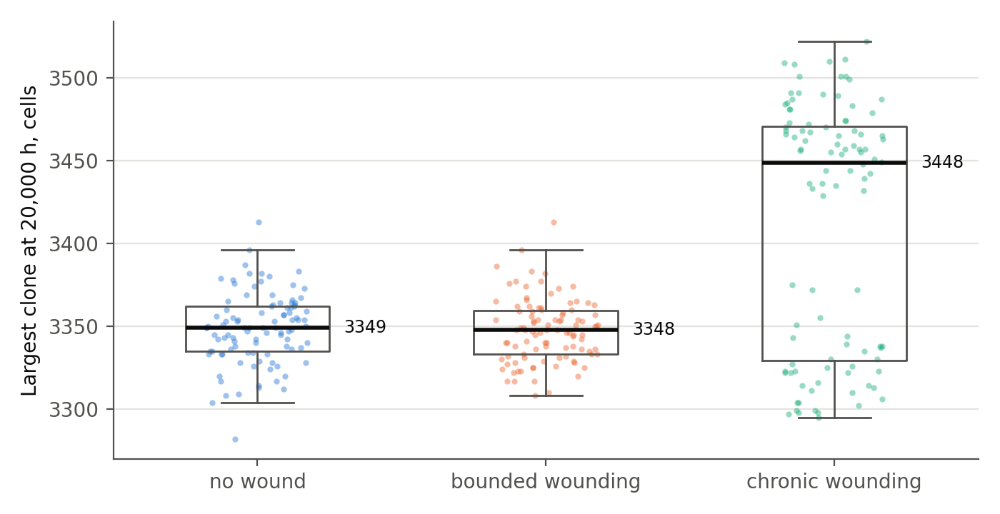 Largest clone at 20,000 h, cells
3500
3450
3400
3350
3300
3349
3348
3448
no wound
bounded wounding
chronic wounding